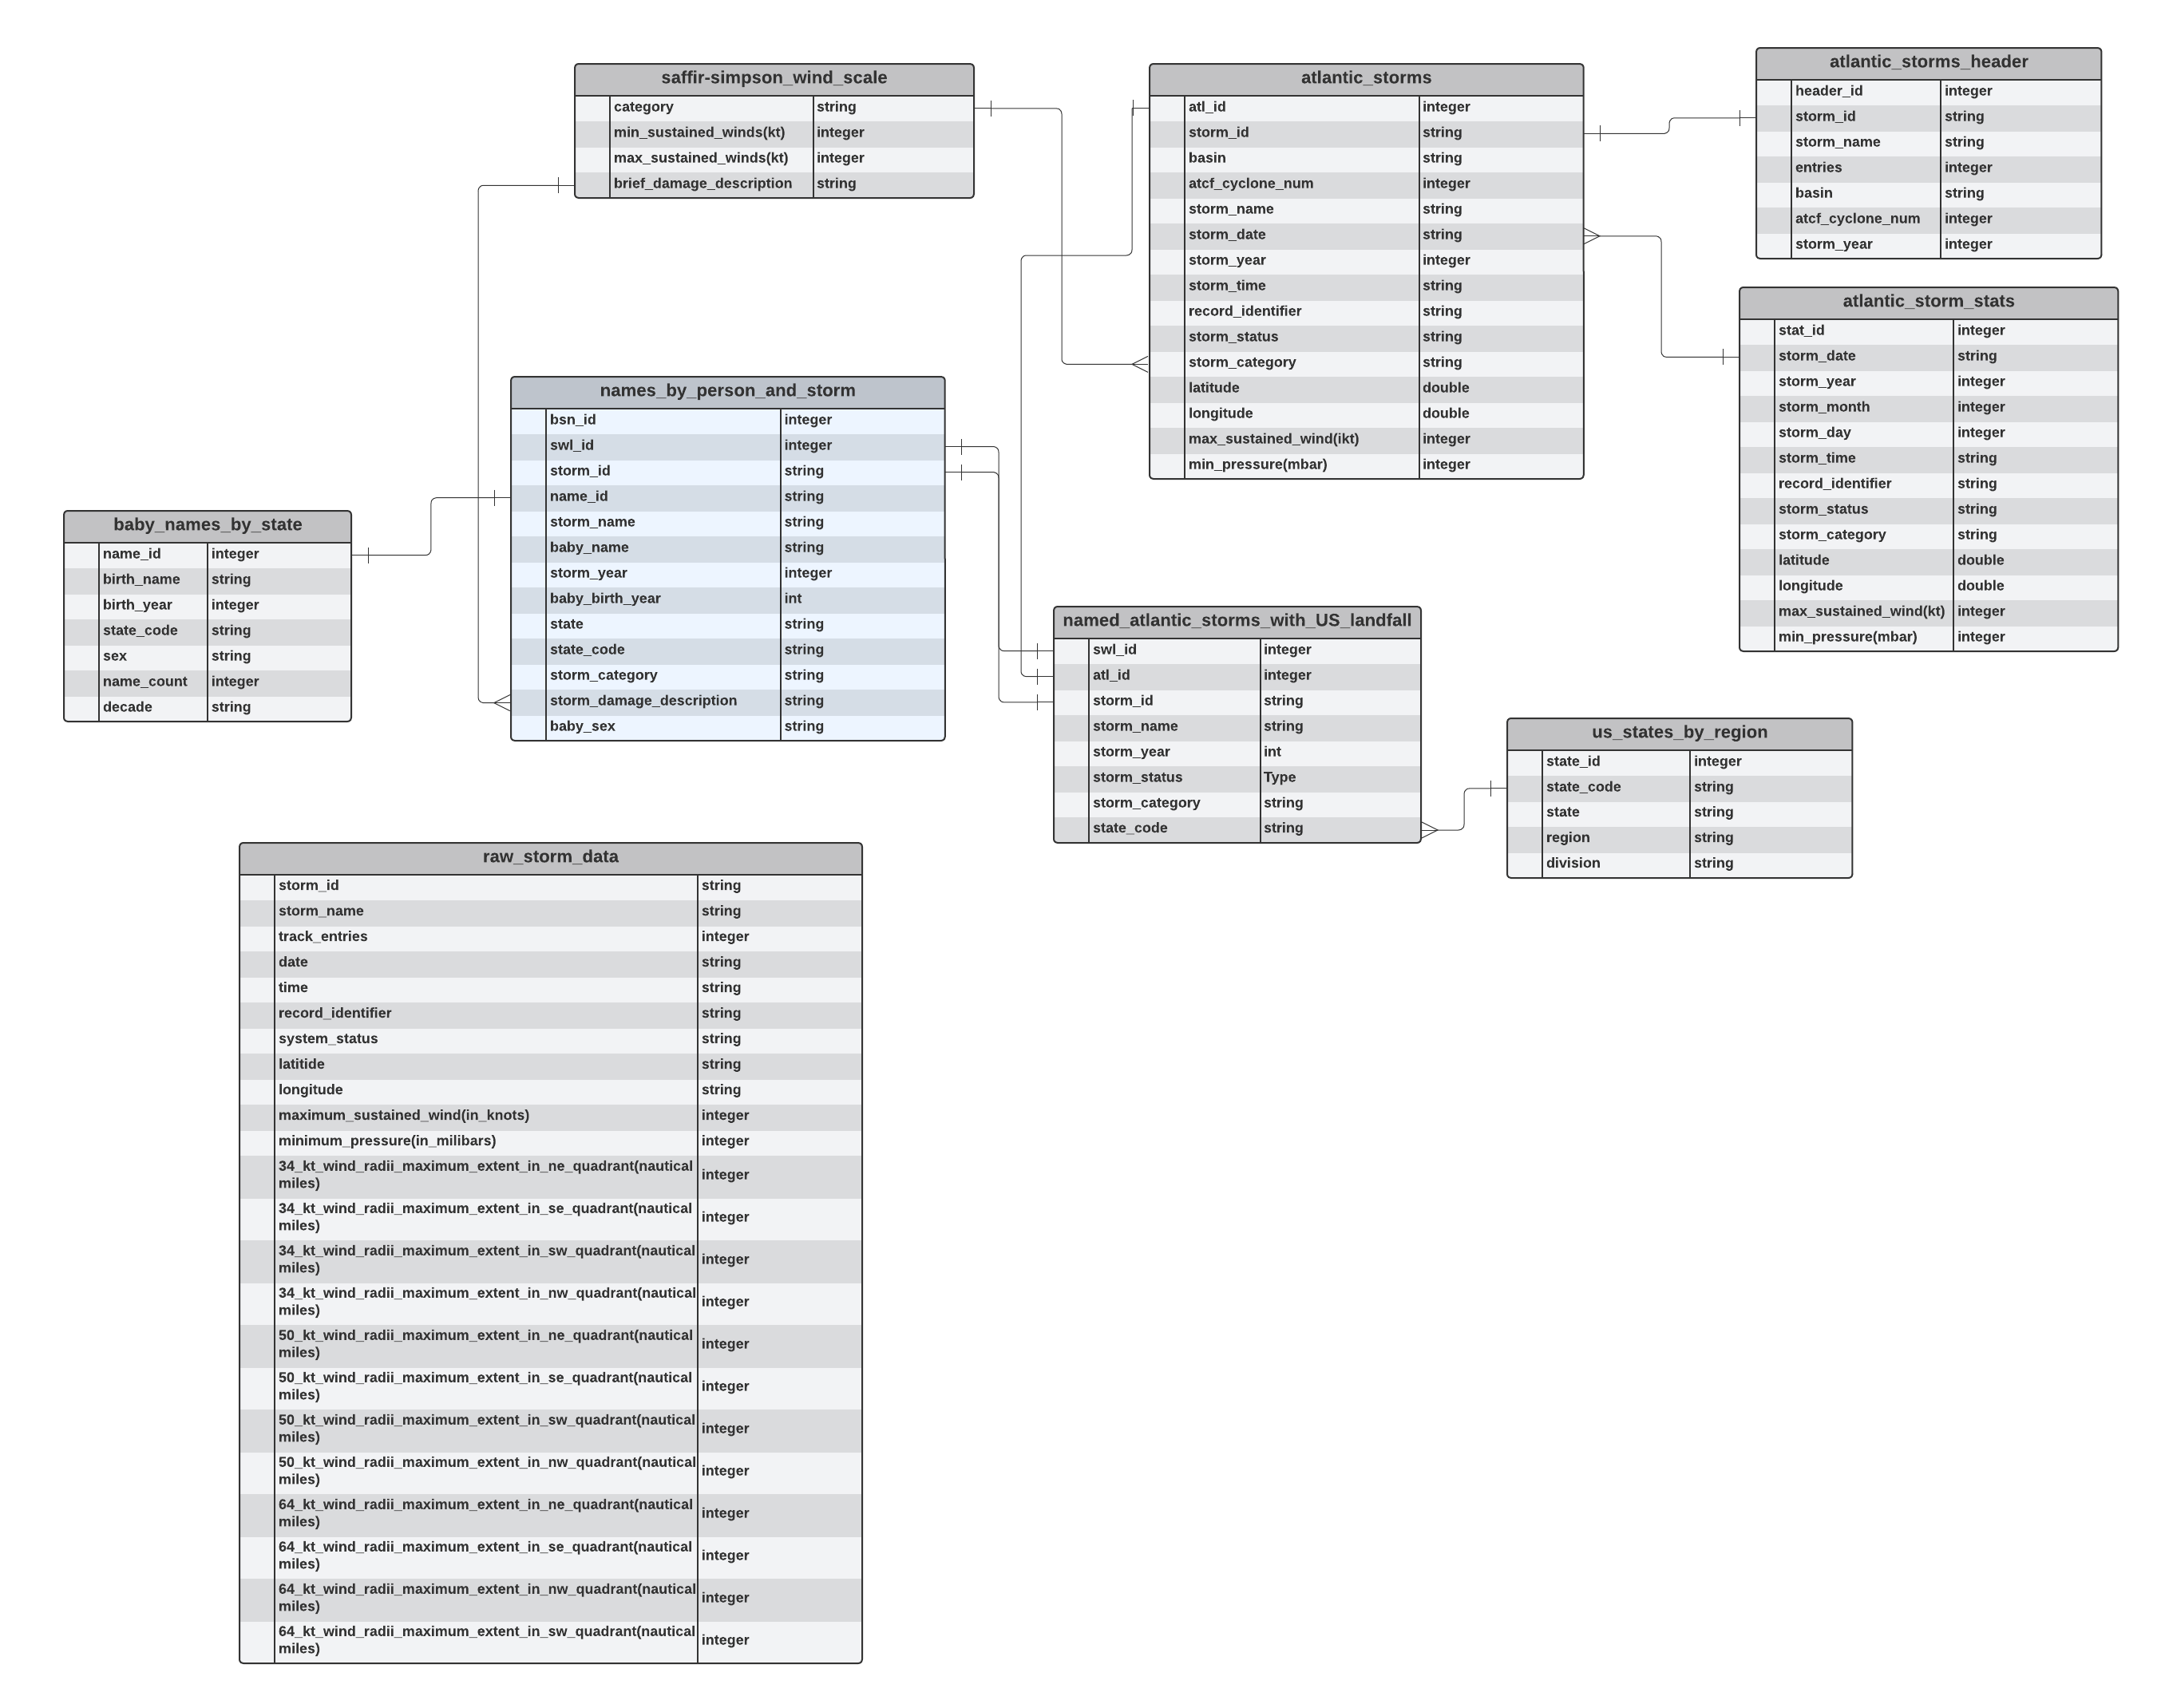 saffir-simpson_wind_scale
category string
min_sustained_winds(kt) integer
max_sustained_winds(kt) integer
brief_damage_description string
atlantic_storms
atl_id integer
storm_id string
basin string
atcf_cyclone_num integer
storm_name string
storm_date string
storm_year integer
storm_time string
record_identifier string
storm_status string
storm_category string
latitude double
longitude double
max_sustained_wind(ikt) integer
min_pressure(mbar) integer
atlantic_storms_header
header_id integer
storm_id string
storm_name string
entries integer
basin string
atcf_cyclone_num integer
storm_year integer
atlantic_storm_stats
stat_id integer
storm_date string
storm_year integer
storm_month integer
storm_day integer
storm_time string
record_identifier string
storm_status string
storm_category string
latitude double
longitude double
max_sustained_wind(kt) integer
min_pressure(mbar) integer
names_by_person_and_storm
bsn_id integer
swl_id integer
storm_id string
name_id string
storm_name string
baby_name string
storm_year integer
baby_birth_year int
state string
state_code string
storm_category string
storm_damage_description string
baby_sex string
baby_names_by_state
name_id integer
birth_name string
birth_year integer
state_code string
sex string
name_count integer
decade string
named_atlantic_storms_with_US_landfall
swl_id integer
atl_id integer
storm_id string
storm_name string
storm_year int
storm_status Type
storm_category string
state_code string
us_states_by_region
state_id integer
state_code string
state string
region string
division string
raw_storm_data
storm_id string
storm_name string
track_entries integer
date string
time string
record_identifier string
system_status string
latitide string
longitude string
maximum_sustained_wind(in_knots) integer
minimum_pressure(in_milibars) integer
34_kt_wind_radii_maximum_extent_in_ne_quadrant(nautical
miles) integer
34_kt_wind_radii_maximum_extent_in_se_quadrant(nautical
miles) integer
34_kt_wind_radii_maximum_extent_in_sw_quadrant(nautical
miles) integer
34_kt_wind_radii_maximum_extent_in_nw_quadrant(nautical
miles) integer
50_kt_wind_radii_maximum_extent_in_ne_quadrant(nautical
miles) integer
50_kt_wind_radii_maximum_extent_in_se_quadrant(nautical
miles) integer
50_kt_wind_radii_maximum_extent_in_sw_quadrant(nautical
miles) integer
50_kt_wind_radii_maximum_extent_in_nw_quadrant(nautical
miles) integer
64_kt_wind_radii_maximum_extent_in_ne_quadrant(nautical
miles) integer
64_kt_wind_radii_maximum_extent_in_se_quadrant(nautical
miles) integer
64_kt_wind_radii_maximum_extent_in_nw_quadrant(nautical
miles) integer
64_kt_wind_radii_maximum_extent_in_sw_quadrant(nautical
miles) integer